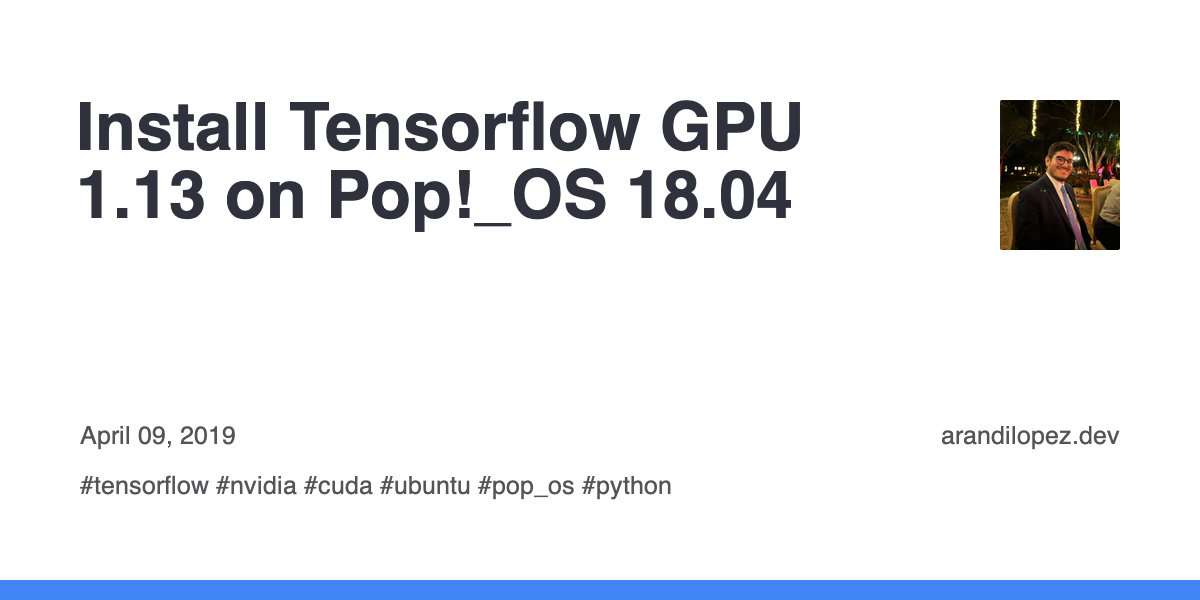 Install Tensorflow GPU
1.13 on Pop!_OS 18.04
April 09, 2019
arandilopez.dev
#tensorflow #nvidia #cuda #ubuntu #pop_os #python